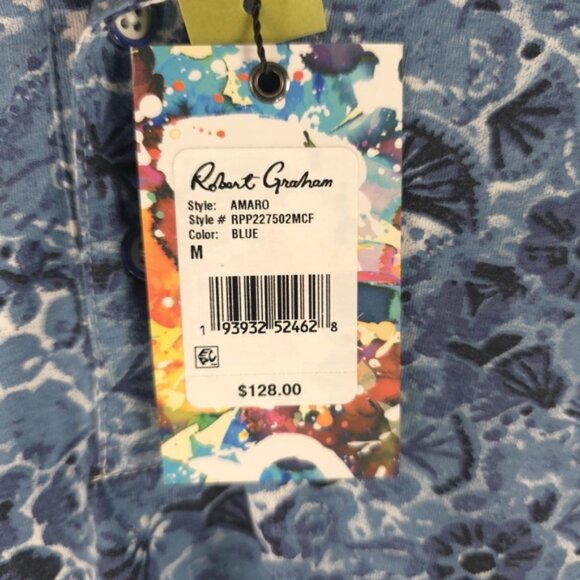 Robert Graham
Style: AMARO
Style # RPP227502MCF
Color: BLUE
M
1 93932 52462 8
$128.00